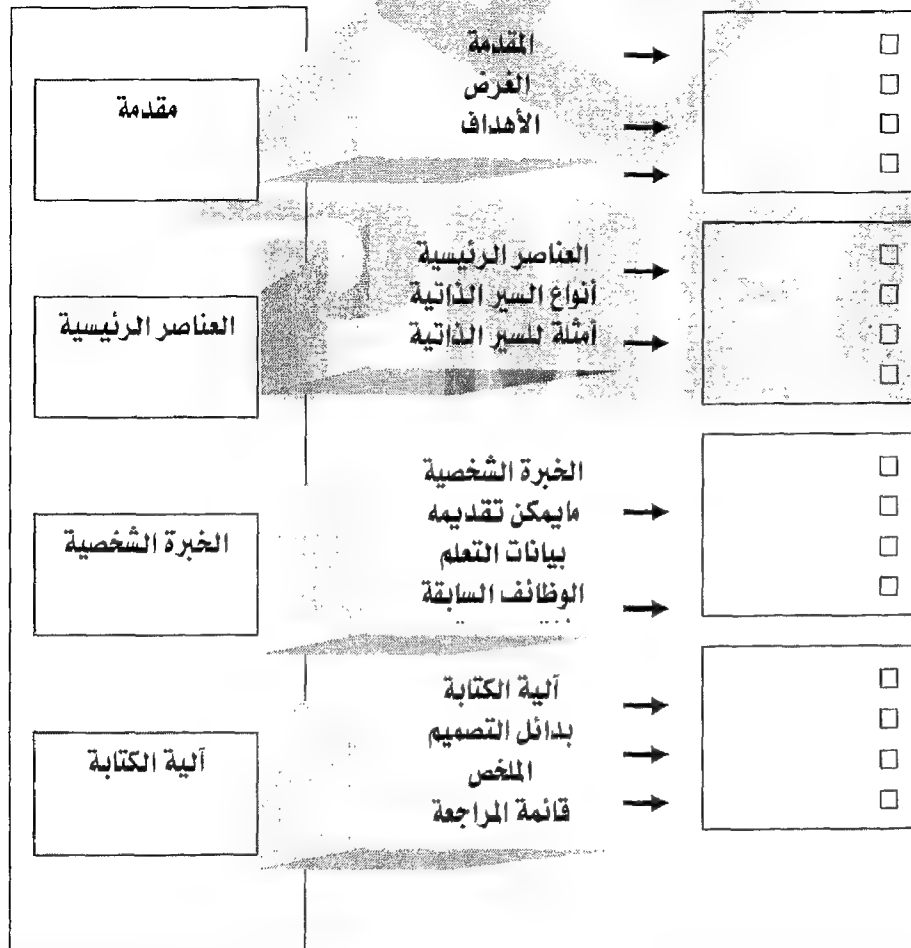 مقدمة
المقدمة
الغرض
الأهداف
العناصر الرئيسية
العناصر الرئيسية
أنواع السير الذاتية
أمثلة للسير الذاتية
الخبرة الشخصية
الخبرة الشخصية
مايمكن تقديمه
بيانات التعلم
الوظائف السابقة
آلية الكتابة
آلية الكتابة
بدائل التصميم
الملخص
قائمة المراجعة